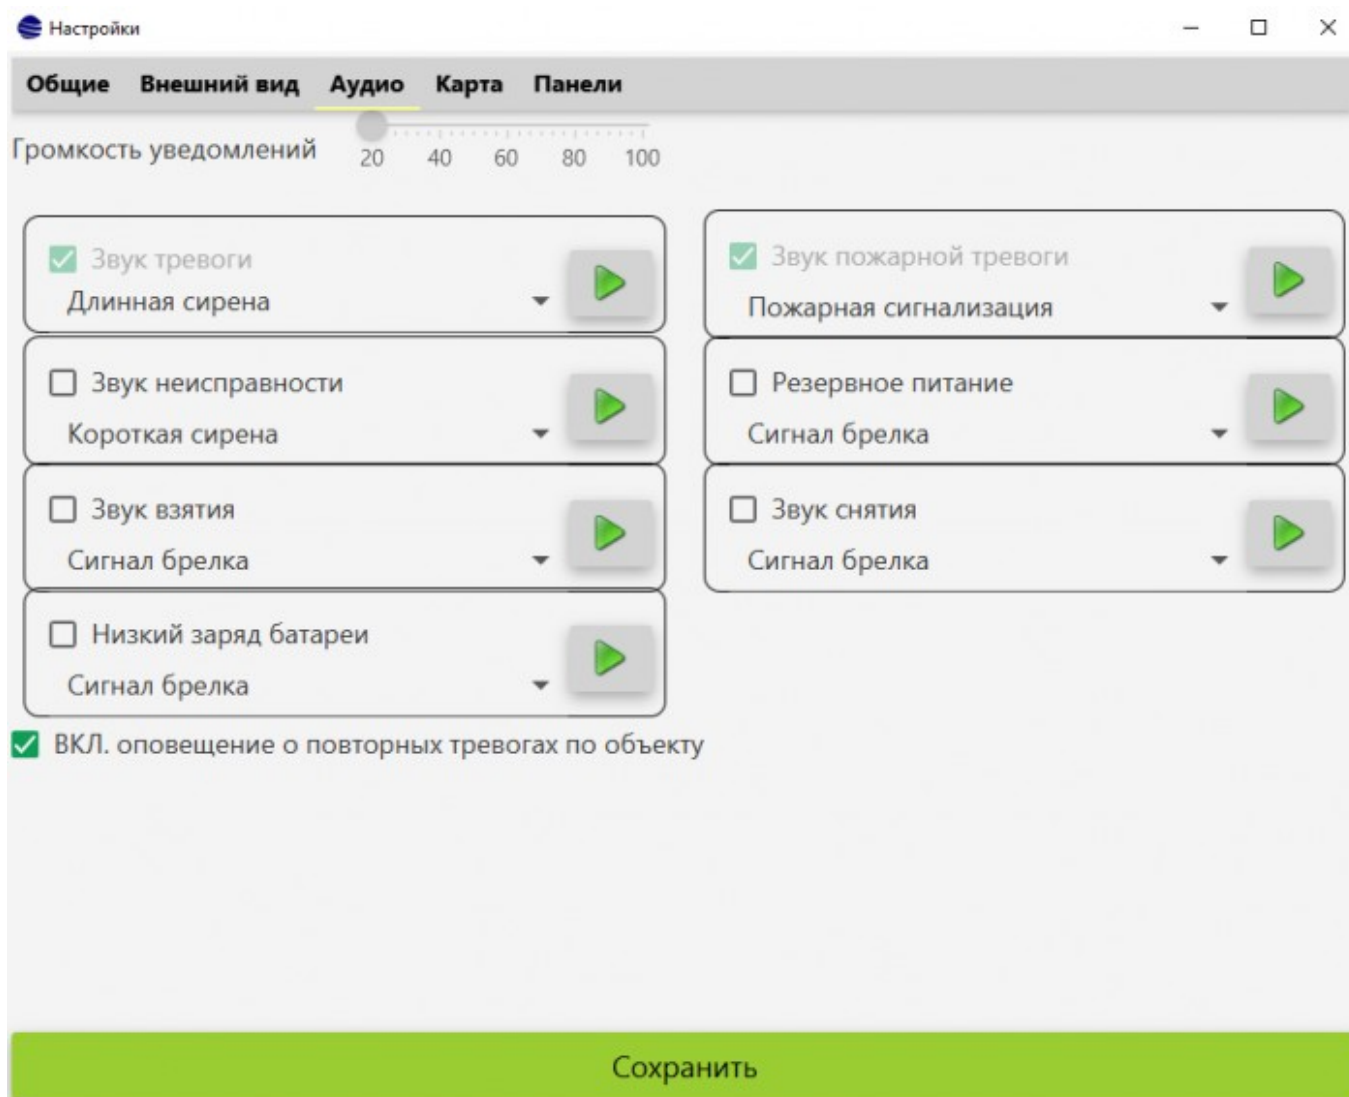 Настройки
Общие Внешний вид Аудио Карта Панели
Громкость уведомлений
20 40 60 80 100
Звук тревоги
Длинная сирена
Звук пожарной тревоги
Пожарная сигнализация
Звук неисправности
Короткая сирена
Резервное питание
Сигнал брелка
Звук взятия
Сигнал брелка
Звук снятия
Сигнал брелка
Низкий заряд батареи
Сигнал брелка
ВКЛ. оповещение о повторных тревогах по объекту
Сохранить